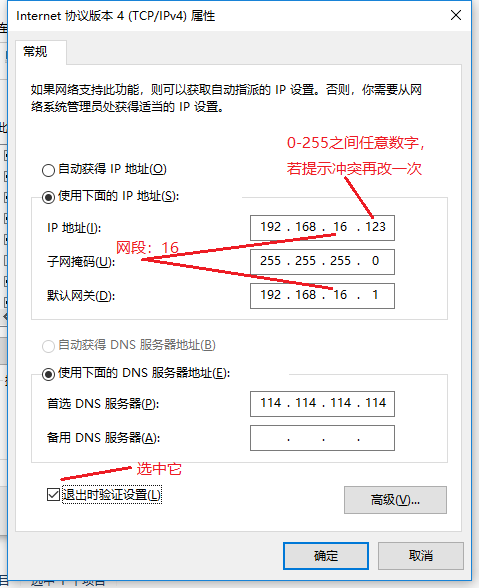 Internet 协议版本 4 (TCP/IPv4) 属性
常规
如果网络支持此功能，则可以获取自动指派的 IP 设置。否则，你需要从网
络系统管理员处获得适当的 IP 设置。
0-255之间任意数字，
若提示冲突再改一次
自动获得 IP 地址(O)
使用下面的 IP 地址(S):
IP 地址(I):
192 . 168 . 16 . 123
网段：16
子网掩码(U):
255 . 255 . 255 . 0
默认网关(D):
192 . 168 . 16 . 1
自动获得 DNS 服务器地址(B)
使用下面的 DNS 服务器地址(E):
首选 DNS 服务器(P):
114 . 114 . 114 . 114
备用 DNS 服务器(A):
. . .
选中它
退出时验证设置(L)
高级(V)...
确定
取消